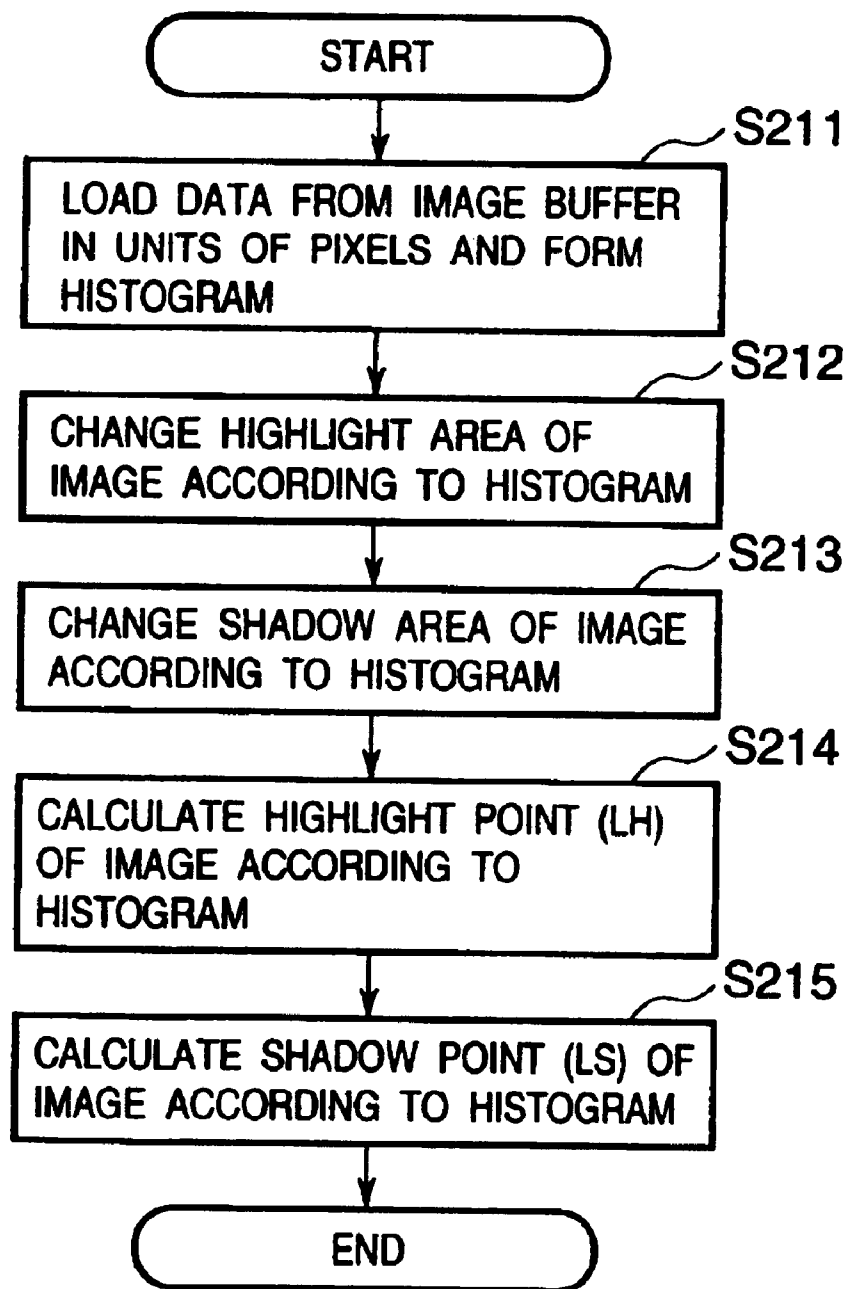 START
S211
LOAD DATA FROM IMAGE BUFFER
IN UNITS OF PIXELS AND FORM
HISTOGRAM
S212
CHANGE HIGHLIGHT AREA OF
IMAGE ACCORDING TO HISTOGRAM
S213
CHANGE SHADOW AREA OF IMAGE
ACCORDING TO HISTOGRAM
S214
CALCULATE HIGHLIGHT POINT (LH)
OF IMAGE ACCORDING TO
HISTOGRAM
S215
CALCULATE SHADOW POINT (LS) OF
IMAGE ACCORDING TO HISTOGRAM
END